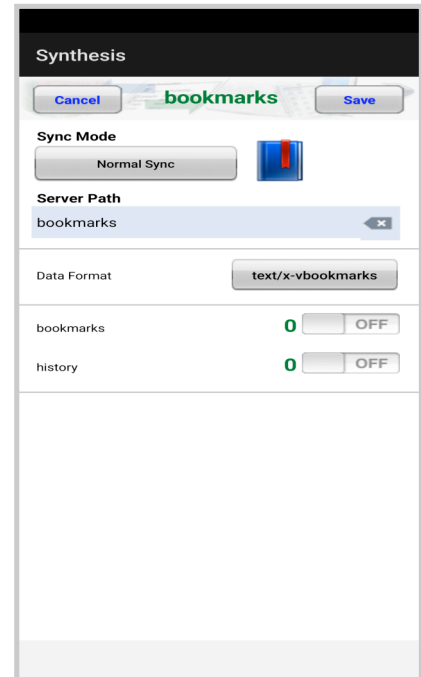 Synthesis
Cancel bookmarks Save
Sync Mode
Normal Sync
Server Path
bookmarks
Data Format text/x-vbookmarks
bookmarks 0 OFF
history 0 OFF